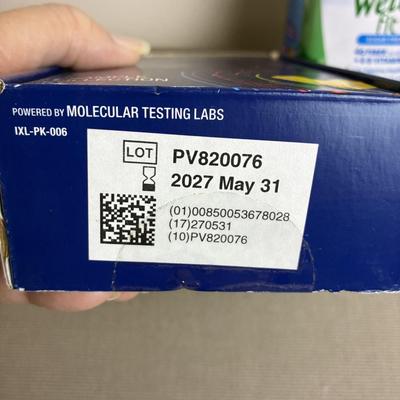 POWERED BY MOLECULAR TESTING LABS
IXL-PK-006
LOT PV820076
2027 May 31
(01)00850053678028
(17)270531
(10)PV820076